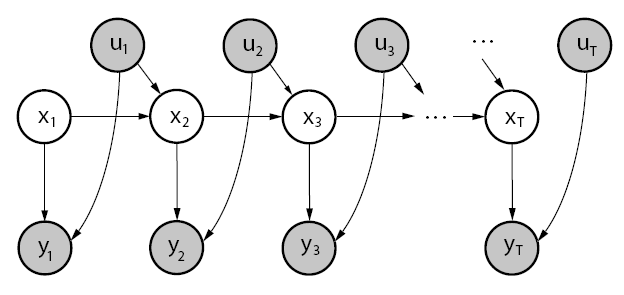 u1 u2 u3 ... uT
x1 x2 x3 ... xT
y1 y2 y3 yT